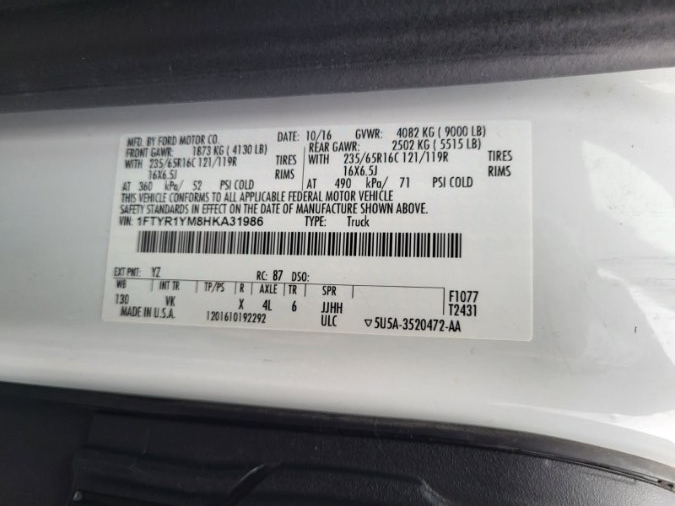 MFD. BY FORD MOTOR CO. DATE: 10/16 GVWR: 4082 KG ( 9000 LB)
FRONT GAWR: 1873 KG ( 4130 LB) REAR GAWR: 2502 KG ( 5515 LB)
WITH 235/65R16C 121/119R TIRES WITH 235/65R16C 121/119R TIRES
16X6.5J RIMS 16X6.5J RIMS
AT 360 kPa/ 52 PSI COLD AT 490 kPa/ 71 PSI COLD
THIS VEHICLE CONFORMS TO ALL APPLICABLE FEDERAL MOTOR VEHICLE
SAFETY STANDARDS IN EFFECT ON THE DATE OF MANUFACTURE SHOWN ABOVE.
VIN: 1FTYR1YM8HKA31986 TYPE: Truck
EXT PNT: YZ RC: 87 DSO:
WB INT TR TP/PS R AXLE TR SPR F1077
130 VK X 4L 6 JJHH T2431
MADE IN U.S.A. 1201610192292 ULC ▽5U5A-3520472-AA